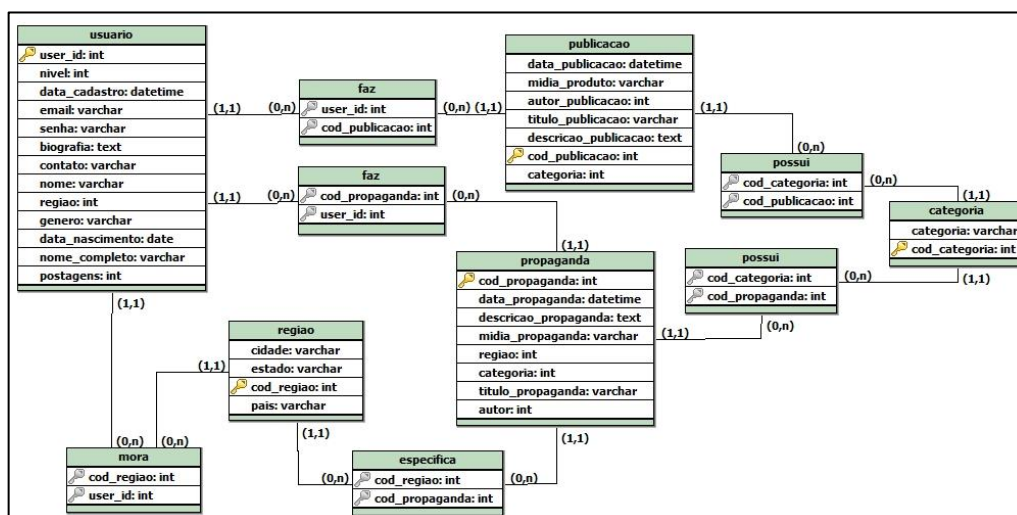 usuario
user_id: int
nivel: int
data_cadastro: datetime
email: varchar
senha: varchar
biografia: text
contato: varchar
nome: varchar
regiao: int
genero: varchar
data_nascimento: date
nome_completo: varchar
postagens: int
(1,1)
(0,n)
faz
user_id: int
cod_publicacao: int
(0,n)
(1,1)
publicacao
data_publicacao: datetime
midia_produto: varchar
autor_publicacao: int
titulo_publicacao: varchar
descricao_publicacao: text
cod_publicacao: int
categoria: int
(1,1)
(0,n)
possui
cod_categoria: int
cod_publicacao: int
(0,n)
(1,1)
categoria
categoria: varchar
cod_categoria: int
(1,1)
(1,1)
(0,n)
faz
cod_propaganda: int
user_id: int
(0,n)
(1,1)
propaganda
cod_propaganda: int
data_propaganda: datetime
descricao_propaganda: text
midia_propaganda: varchar
regiao: int
categoria: int
titulo_propaganda: varchar
autor: int
(1,1)
(0,n)
possui
cod_categoria: int
cod_propaganda: int
(0,n)
(1,1)
(1,1)
regiao
cidade: varchar
estado: varchar
cod_regiao: int
pais: varchar
(1,1)
(1,1)
(0,n)
(0,n)
mora
cod_regiao: int
user_id: int
(0,n)
especifica
cod_regiao: int
cod_propaganda: int
(0,n)